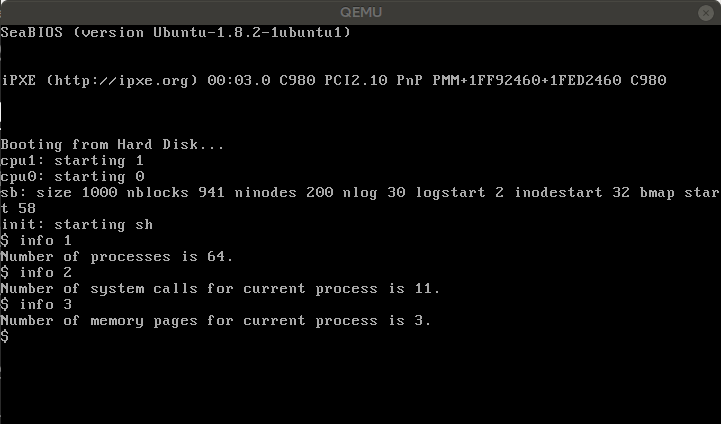 QEMU
SeaBIOS (version Ubuntu-1.8.2-1ubuntu1)
iPXE (http://ipxe.org) 00:03.0 C980 PCI2.10 PnP PMM+1FF92460+1FED2460 C980
Booting from Hard Disk...
cpu1: starting 1
cpu0: starting 0
sb: size 1000 nblocks 941 ninodes 200 nlog 30 logstart 2 inodestart 32 bmap star
t 58
init: starting sh
$ info 1
Number of processes is 64.
$ info 2
Number of system calls for current process is 11.
$ info 3
Number of memory pages for current process is 3.
$